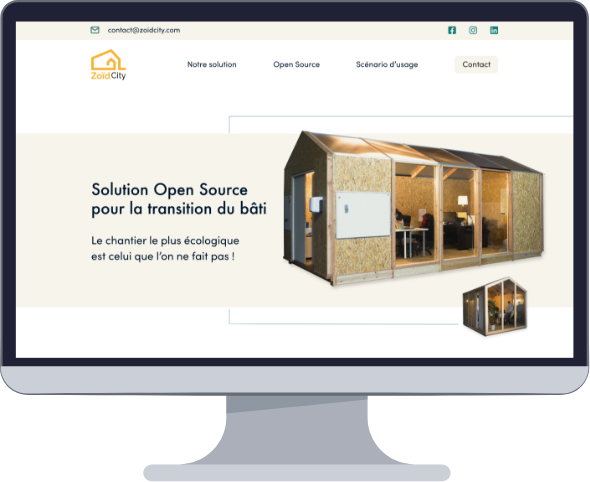 contact@zoidcity.com
ZoïdCity
Notre solution
Open Source
Scénario d'usage
Contact
Solution Open Source
pour la transition du bâti
Le chantier le plus écologique
est celui que l'on ne fait pas !